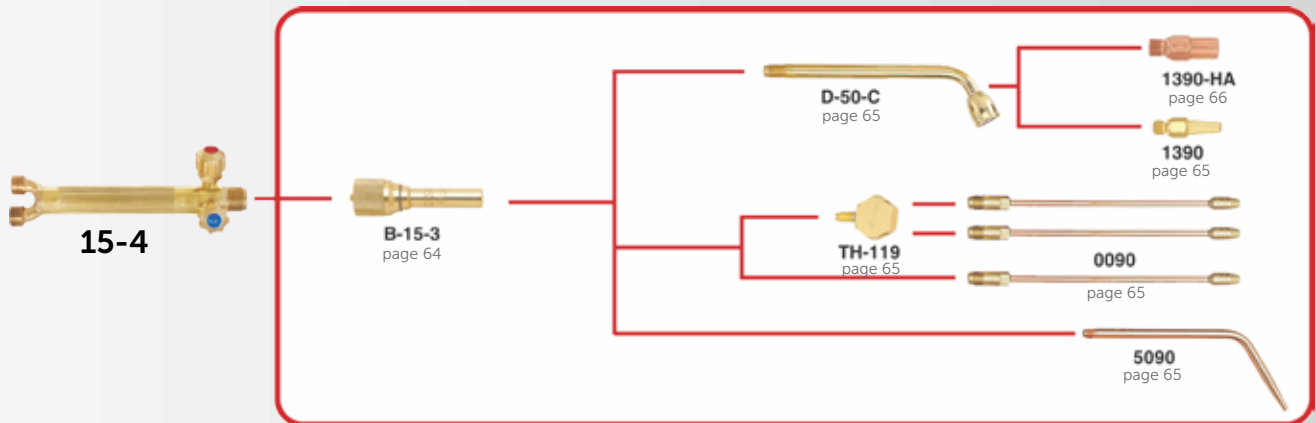 15-4
B-15-3
page 64
D-50-C
page 65
1390-HA
page 66
1390
page 65
TH-119
page 65
0090
page 65
5090
page 65